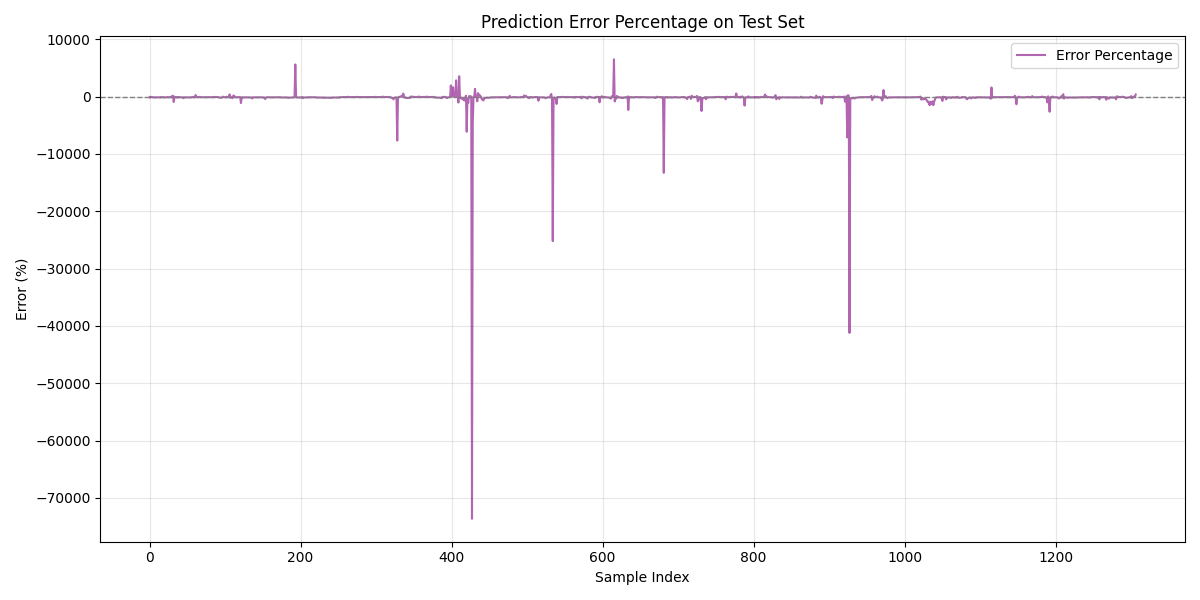 Prediction Error Percentage on Test Set
Error Percentage
10000
0
−10000
−20000
−30000
−40000
−50000
−60000
−70000
Error (%)
0 200 400 600 800 1000 1200
Sample Index